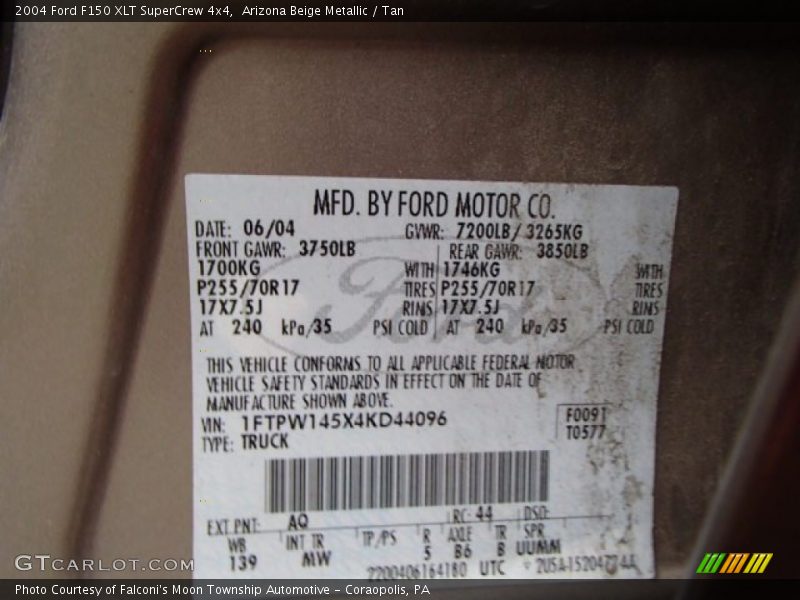 2004 Ford F150 XLT SuperCrew 4x4, Arizona Beige Metallic / Tan
MFD. BY FORD MOTOR CO.
DATE: 06/04 GVWR: 7200LB/ 3265KG
FRONT GAWR: 3750LB REAR GAWR: 3850LB
1700KG WITH 1746KG WITH
P255/70R17 TIRES P255/70R17 TIRES
17X7.5J RIMS 17X7.5J RIMS
AT 240 kPa/35 PSI COLD AT 240 kPa/35 PSI COLD
THIS VEHICLE CONFORMS TO ALL APPLICABLE FEDERAL MOTOR
VEHICLE SAFETY STANDARDS IN EFFECT ON THE DATE OF
MANUFACTURE SHOWN ABOVE.
VIN: 1FTPW145X4KD44096 F0091
TYPE: TRUCK T0577
EXT PNT: AQ RC: 44 DSO:
WB INT TR TP/PS R AXLE TR SPR
139 MW 5 B6 B UUMM
2200406164180 UTC
Ford
GTCARLOT.COM
Photo Courtesy of Falconi's Moon Township Automotive - Coraopolis, PA